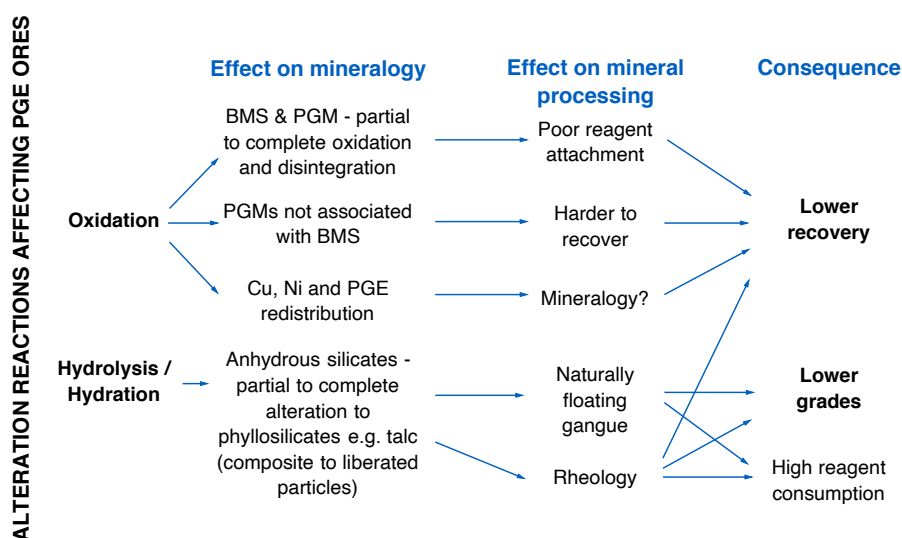 ALTERATION REACTIONS AFFECTING PGE ORES
Effect on mineralogy
Effect on mineral
processing
Consequence
Oxidation
BMS & PGM - partial
to complete oxidation
and disintegration
Poor reagent
attachment
PGMs not associated
with BMS
Harder to
recover
Lower
recovery
Cu, Ni and PGE
redistribution
Mineralogy?
Hydrolysis /
Hydration
Anhydrous silicates -
partial to complete
alteration to
phyllosilicates e.g. talc
(composite to liberated
particles)
Naturally
floating
gangue
Lower
grades
Rheology
High reagent
consumption